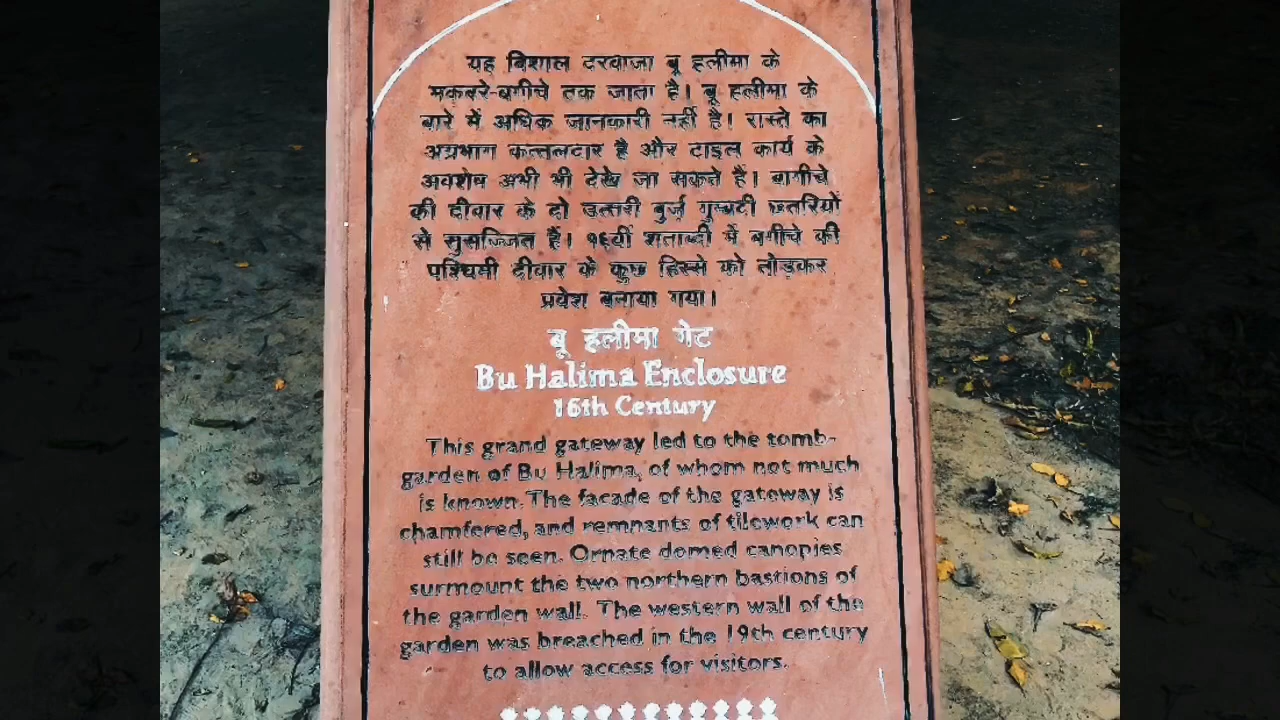 यह विशाल दरवाजा बू हलीमा के
मकबरे-बगीचे तक जाता है। बू हलीमा के
बारे में अधिक जानकारी नहीं है। रास्ते का
अग्रभाग कत्तलदार है और टाइल कार्य के
अवशेष अभी भी देखे जा सकते हैं। बागीचे
की दीवार के दो उत्तरी बुर्ज गुम्बदी छतरियों
से सुसज्जित हैं। १६वीं शताब्दी में बगीचे की
पश्चिमी दीवार के कुछ हिस्से को तोड़कर
प्रवेश बनाया गया।
बू हलीमा गेट
Bu Halima Enclosure
16th Century
This grand gateway led to the tomb-
garden of Bu Halima, of whom not much
is known. The facade of the gateway is
chamfered, and remnants of tilework can
still be seen. Ornate domed canopies
surmount the two northern bastions of
the garden wall. The western wall of the
garden was breached in the 19th century
to allow access for visitors.